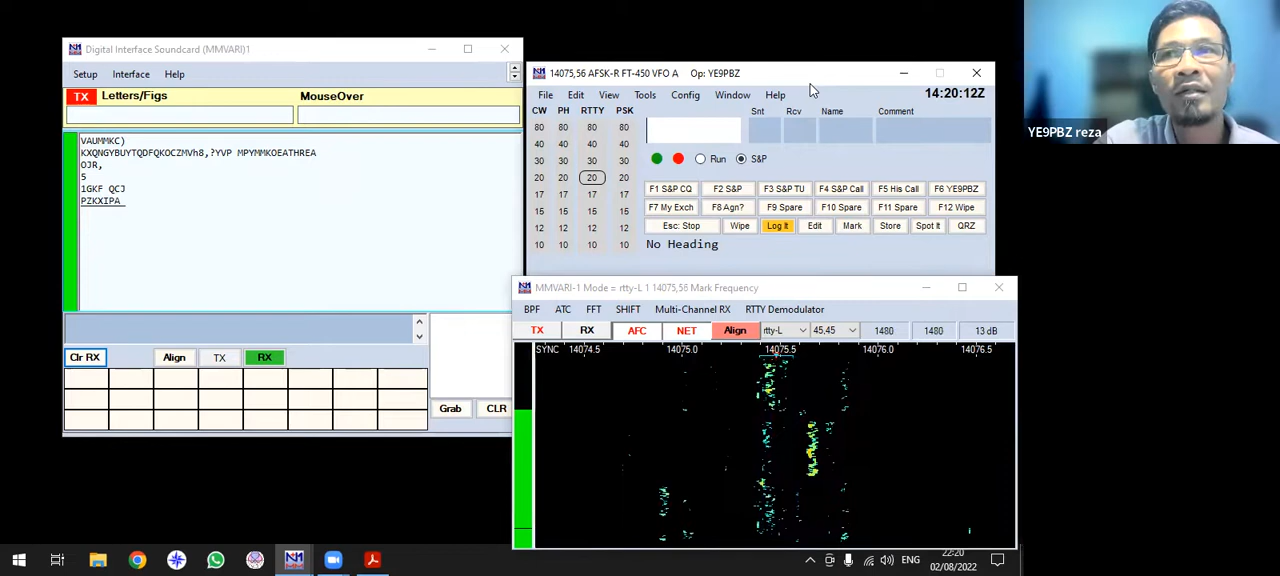 Digital Interface Soundcard (MMVARI)1
Setup Interface Help
TX Letters/Figs MouseOver
VAUMMKC)
KXQNGYBUYTQDFQKOCZMVh8,?YVP MPYMMKOEATHREA
OJR,
5
1GKF QCJ
PZKXIPA_
Clr RX Align TX RX
Grab CLR
14075,56 AFSK-R FT-450 VFO A Op: YE9PBZ
File Edit View Tools Config Window Help 14:20:12Z
CW PH RTTY PSK Snt Rcv Name Comment
80 80 80 80
40 40 40 40
30 30 30 30 Run S&P
20 20 20 20
17 17 17 17
15 15 15 15
12 12 12 12
10 10 10 10
F1 S&P CQ F2 S&P F3 S&P TU F4 S&P Call F5 His Call F6 YE9PBZ
F7 My Exch F8 Agn? F9 Spare F10 Spare F11 Spare F12 Wipe
Esc: Stop Wipe Log It Edit Mark Store Spot It QRZ
No Heading
MMVARI-1 Mode = rtty-L 1 14075,56 Mark Frequency
BPF ATC FFT SHIFT Multi-Channel RX RTTY Demodulator
TX RX AFC NET Align rtty-L 45,45 1480 1480 13 dB
SYNC 14074.5 14075.0 14075.5 14076.0 14076.5
YE9PBZ reza
ENG
22:20
02/08/2022